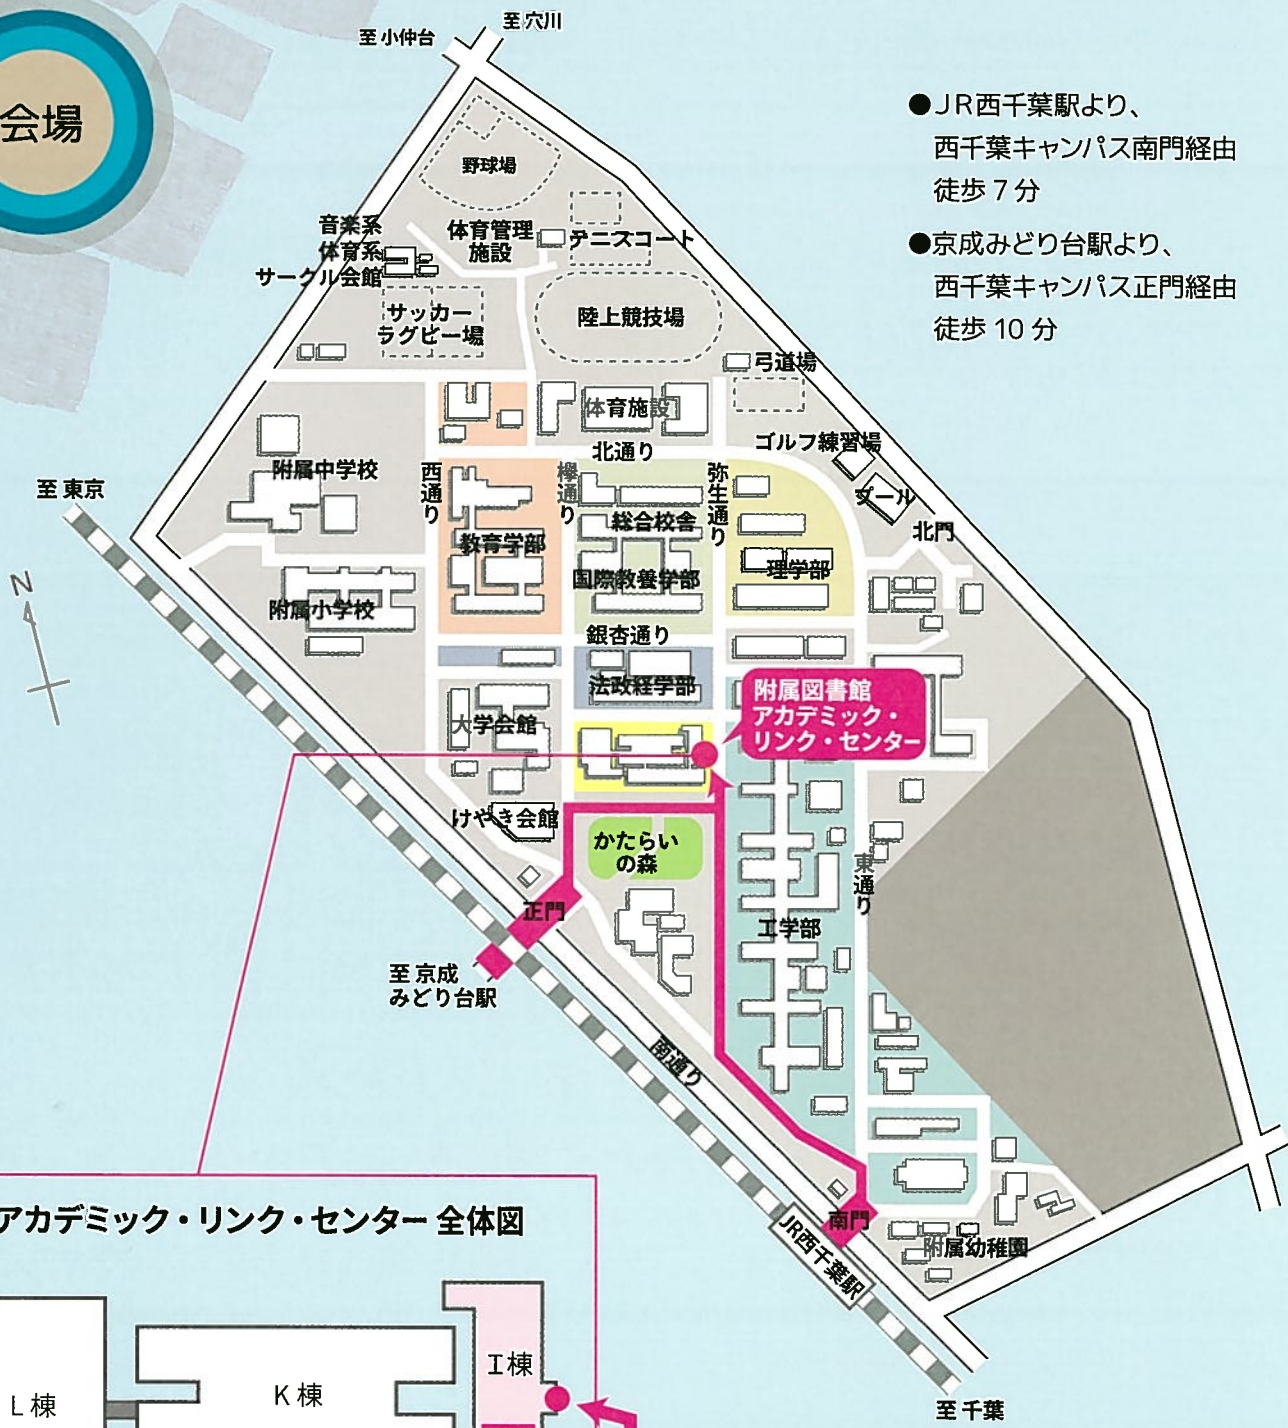 会場
至 小仲台
至 穴川
●JR西千葉駅より、
西千葉キャンパス南門経由
徒歩 7 分
●京成みどり台駅より、
西千葉キャンパス正門経由
徒歩 10 分
野球場
音楽系
体育系
サークル会館
体育管理
施設
テニスコート
サッカー
ラグビー場
陸上競技場
弓道場
体育施設
北通り
ゴルフ練習場
プール
北門
附属中学校
西通り
欅通り
弥生通り
至 東京
教育学部
総合校舎
国際教養学部
理学部
N
附属小学校
銀杏通り
法政経学部
附属図書館
アカデミック・
リンク・センター
大学会館
けやき会館
かたらい
の森
東通り
正門
工学部
至 京成
みどり台駅
南通り
南門
JR西千葉駅
附属幼稚園
至 千葉
アカデミック・リンク・センター 全体図
L 棟
K 棟
I 棟